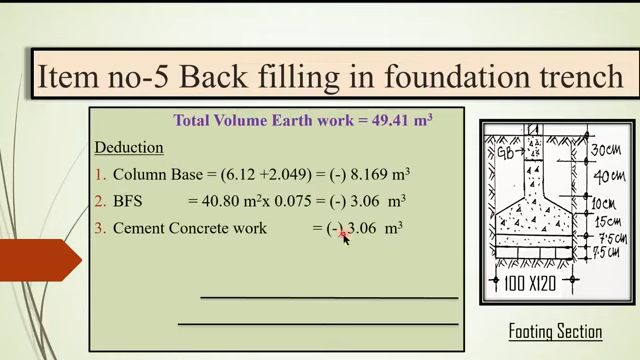 Item no-5 Back filling in foundation trench
Total Volume Earth work = 49.41 m³
Deduction
1. Column Base = (6.12 +2.049) = (-) 8.169 m³
2. BFS = 40.80 m²x 0.075 = (-) 3.06 m³
3. Cement Concrete work = (-) 3.06 m³
GB
30cm
40cm
10cm
15cm
7.5cm
7.5cm
100 X120
Footing Section